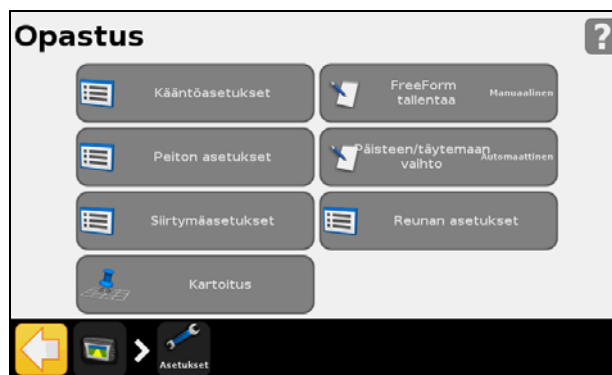 Opastus
?
Kääntöasetukset
FreeForm
tallentaa
Manuaalinen
Peiton asetukset
Päisteen/täytemaan
vaihto
Automaattinen
Siirtymäasetukset
Reunan asetukset
Kartoitus
Asetukset